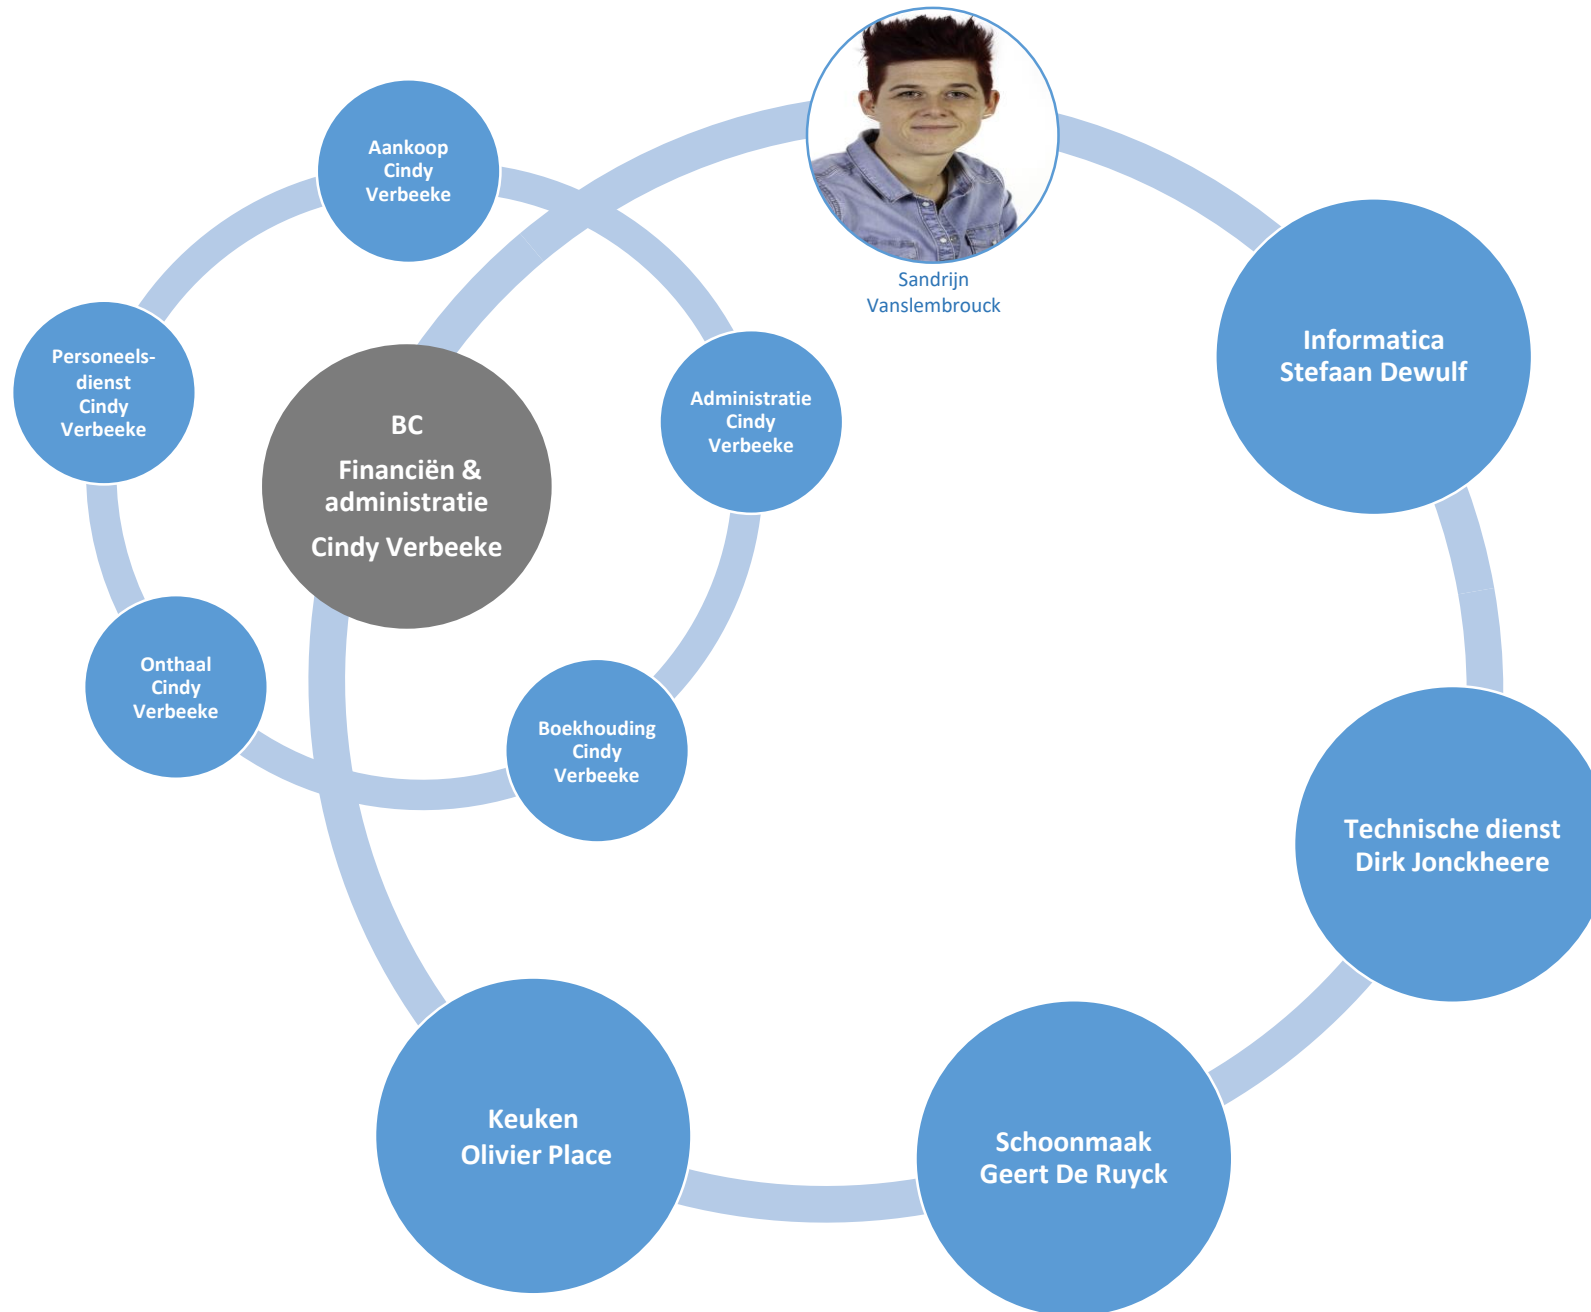 Sandrijn
Vanslembrouck
Aankoop
Cindy
Verbeeke
Personeels-
dienst
Cindy
Verbeeke
BC
Financiën &
administratie
Cindy Verbeeke
Administratie
Cindy
Verbeeke
Informatica
Stefaan Dewulf
Onthaal
Cindy
Verbeeke
Boekhouding
Cindy
Verbeeke
Technische dienst
Dirk Jonckheere
Keuken
Olivier Place
Schoonmaak
Geert De Ruyck